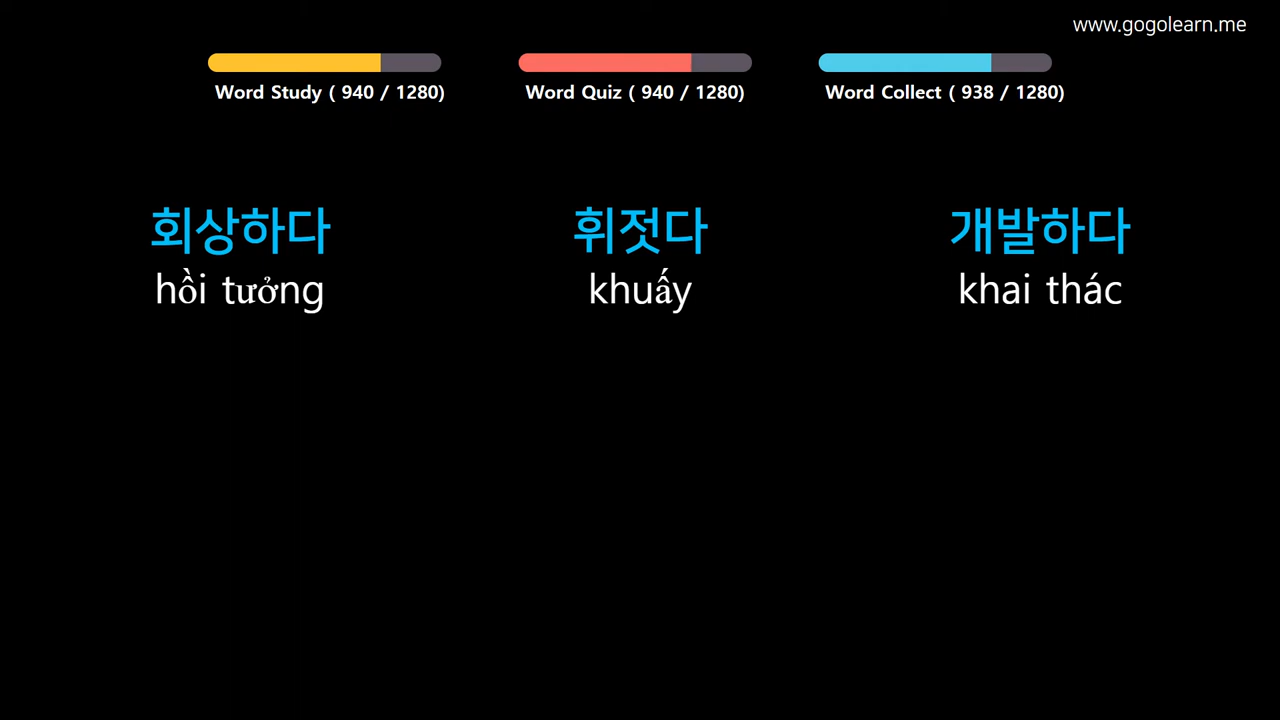 www.gogolearn.me
Word Study ( 940 / 1280)
Word Quiz ( 940 / 1280)
Word Collect ( 938 / 1280)
회상하다
휘젓다
개발하다
hồi tưởng
khuấy
khai thác